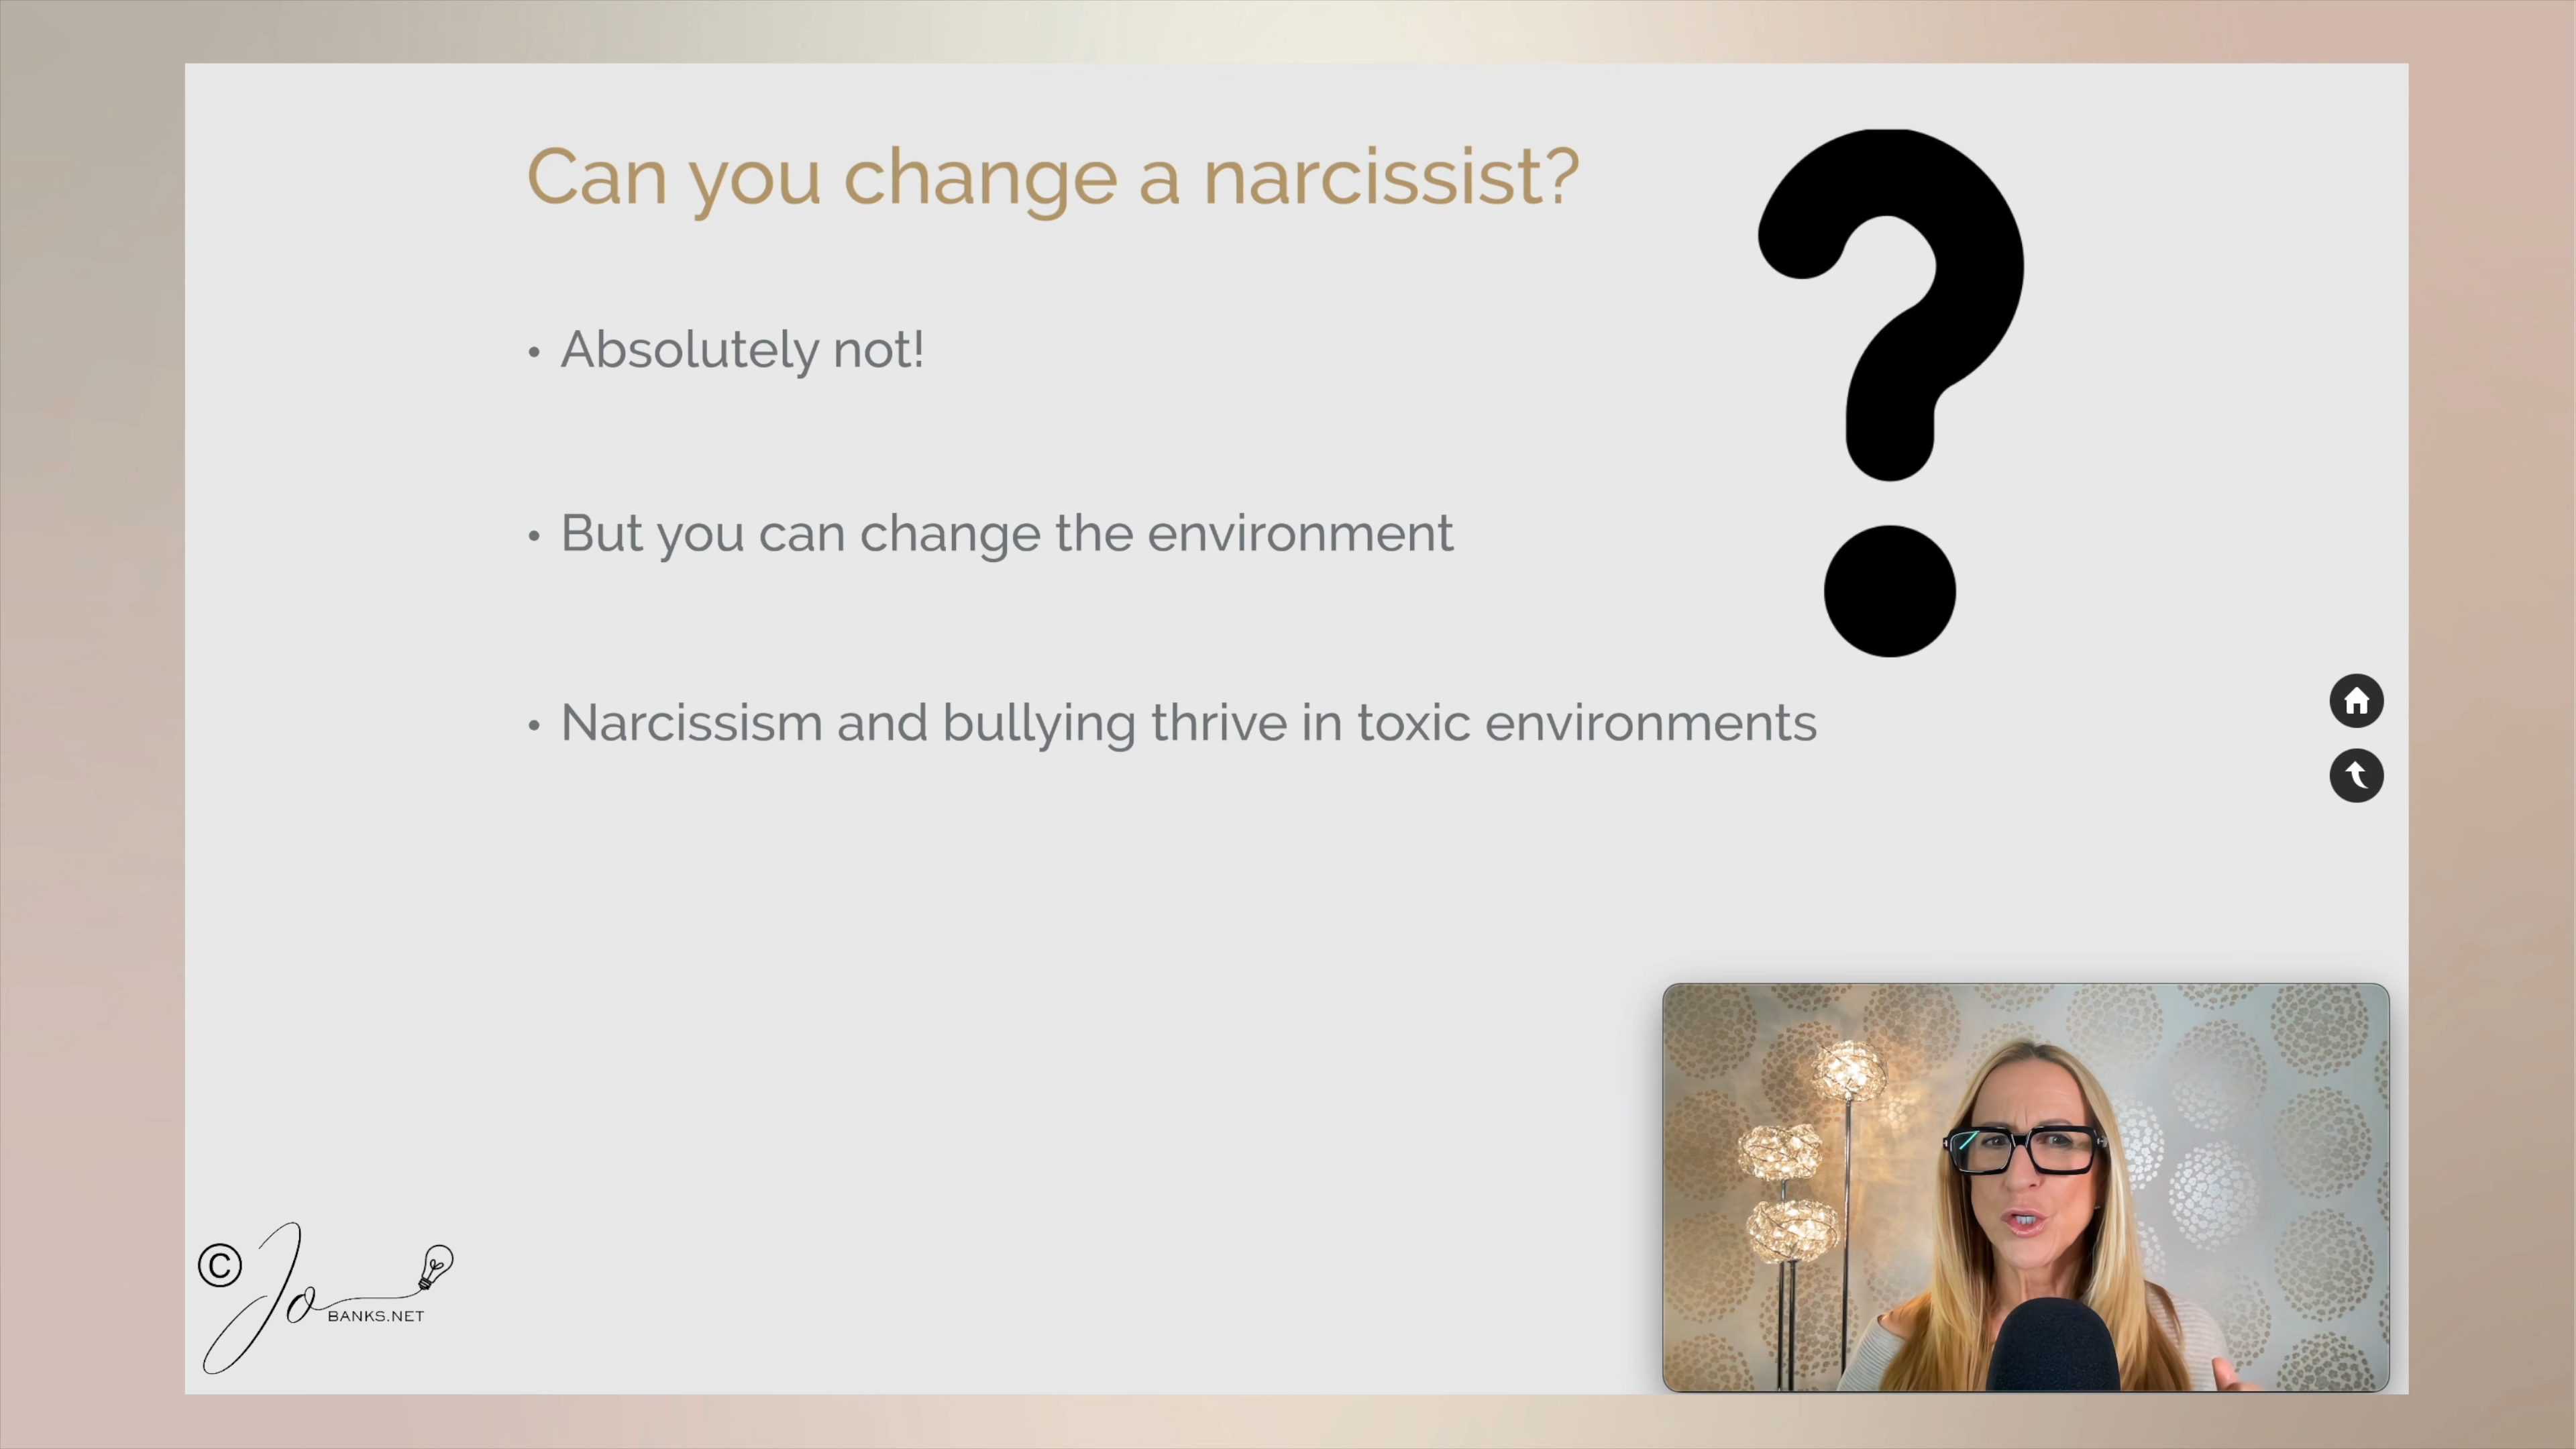 Can you change a narcissist?
• Absolutely not!
• But you can change the environment
• Narcissism and bullying thrive in toxic environments
© Jo
BANKS.NET